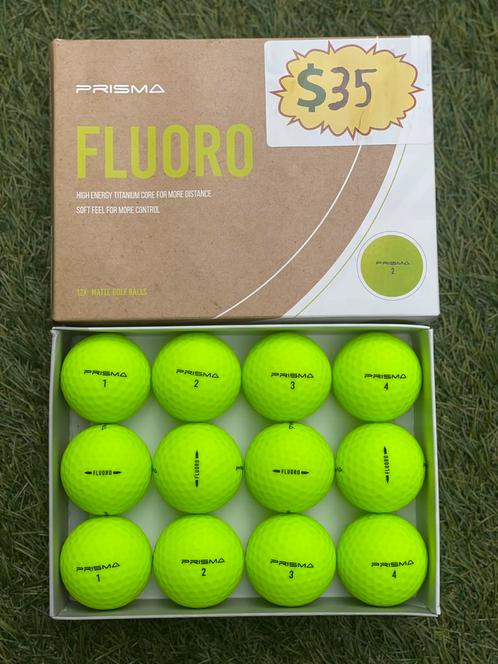 PRISMA
$35
FLUORO
HIGH ENERGY TITANIUM CORE FOR MORE DISTANCE
SOFT FEEL FOR MORE CONTROL
PRISMA
2
12X MATTE GOLF BALLS
PRISMA
1
PRISMA
2
PRISMA
3
PRISMA
4
FLUORO
FLUORO
FLUORO
FLUORO
PRISMA
1
PRISMA
2
PRISMA
3
PRISMA
4